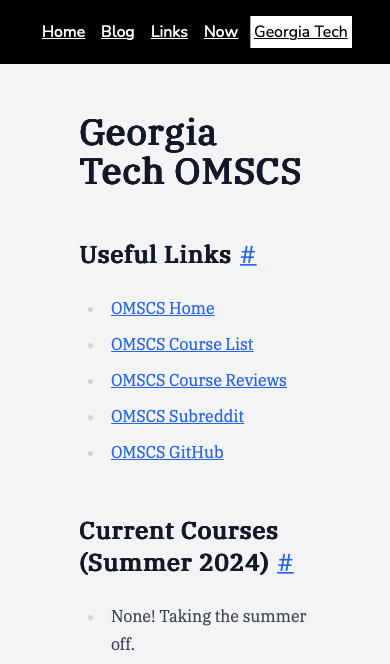 Home Blog Links Now Georgia Tech
Georgia
Tech OMSCS
Useful Links #
OMSCS Home
OMSCS Course List
OMSCS Course Reviews
OMSCS Subreddit
OMSCS GitHub
Current Courses
(Summer 2024) #
None! Taking the summer
off.